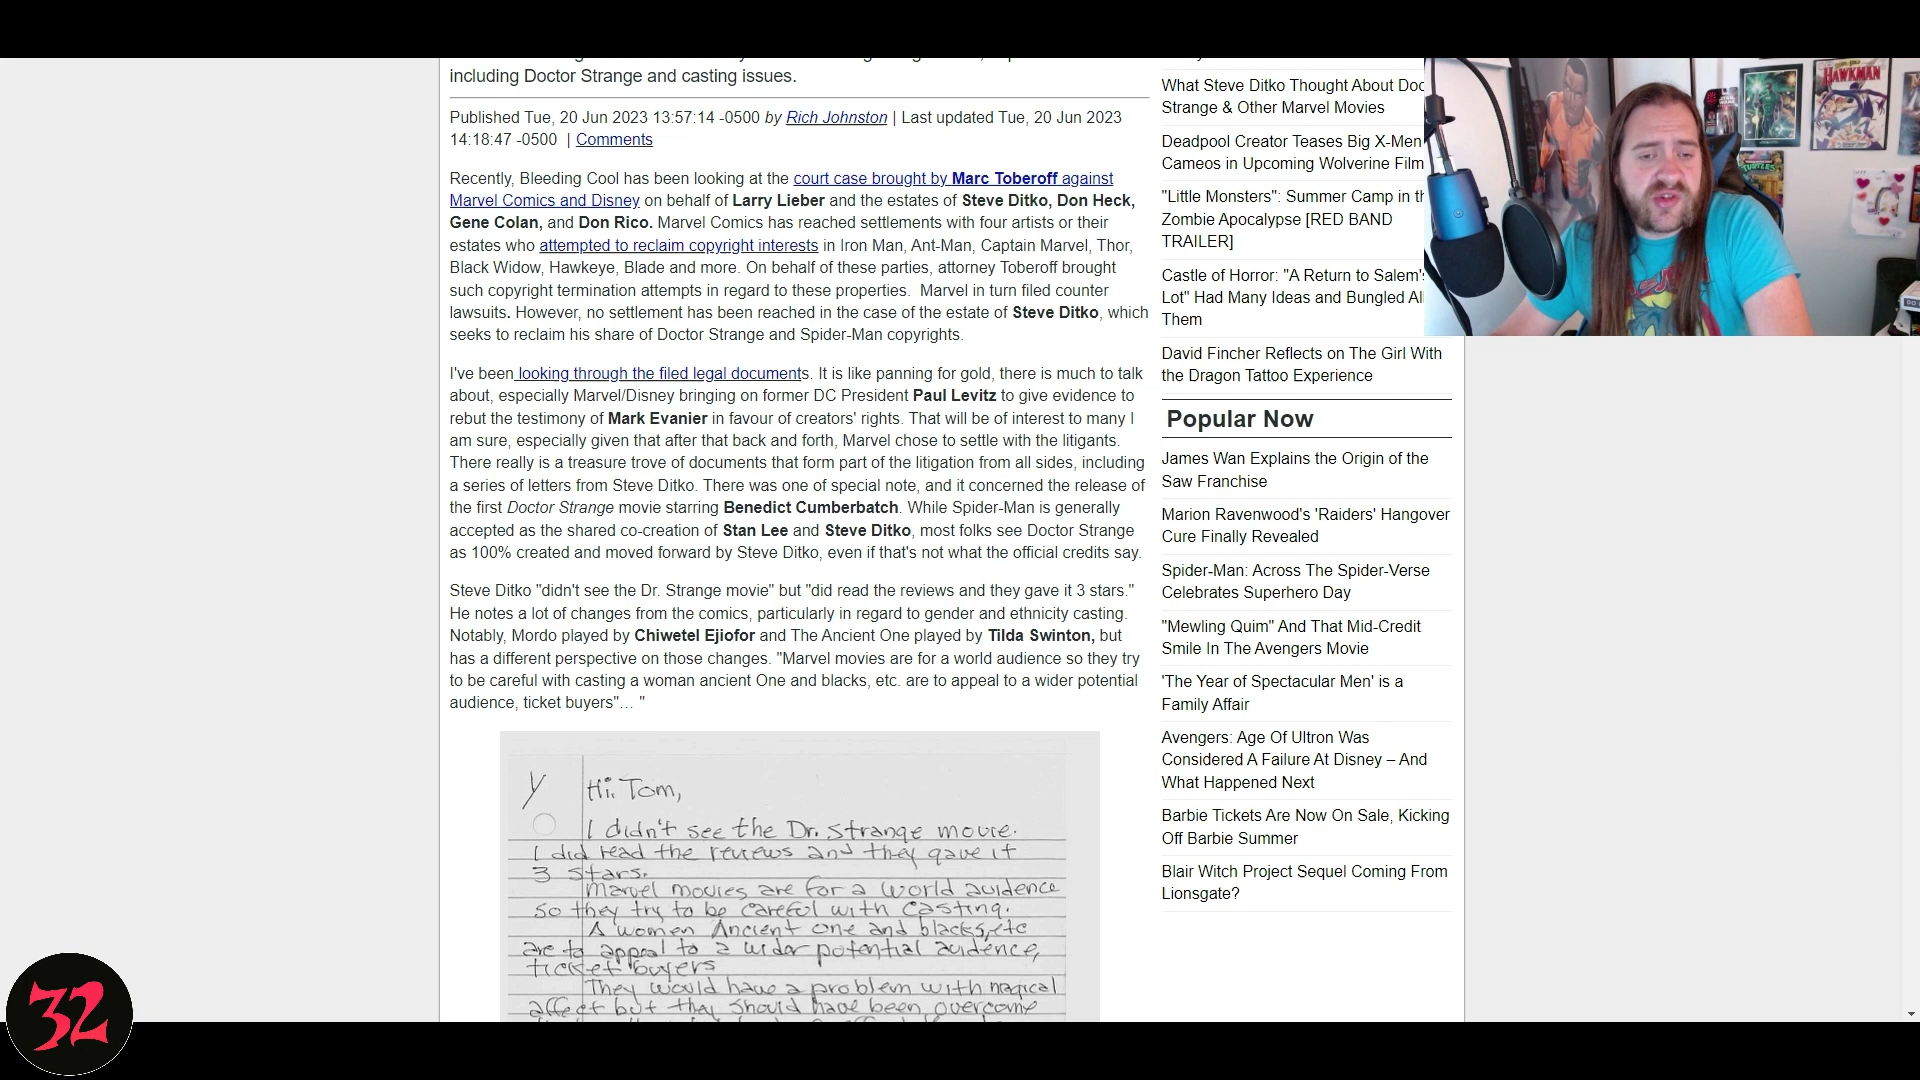 including Doctor Strange and casting issues.
Published Tue, 20 Jun 2023 13:57:14 -0500 by Rich Johnston | Last updated Tue, 20 Jun 2023
14:18:47 -0500 | Comments
Recently, Bleeding Cool has been looking at the court case brought by Marc Toberoff against
Marvel Comics and Disney on behalf of Larry Lieber and the estates of Steve Ditko, Don Heck,
Gene Colan, and Don Rico. Marvel Comics has reached settlements with four artists or their
estates who attempted to reclaim copyright interests in Iron Man, Ant-Man, Captain Marvel, Thor,
Black Widow, Hawkeye, Blade and more. On behalf of these parties, attorney Toberoff brought
such copyright termination attempts in regard to these properties. Marvel in turn filed counter
lawsuits. However, no settlement has been reached in the case of the estate of Steve Ditko, which
seeks to reclaim his share of Doctor Strange and Spider-Man copyrights.
I've been looking through the filed legal documents. It is like panning for gold, there is much to talk
about, especially Marvel/Disney bringing on former DC President Paul Levitz to give evidence to
rebut the testimony of Mark Evanier in favour of creators' rights. That will be of interest to many I
am sure, especially given that after that back and forth, Marvel chose to settle with the litigants.
There really is a treasure trove of documents that form part of the litigation from all sides, including
a series of letters from Steve Ditko. There was one of special note, and it concerned the release of
the first Doctor Strange movie starring Benedict Cumberbatch. While Spider-Man is generally
accepted as the shared co-creation of Stan Lee and Steve Ditko, most folks see Doctor Strange
as 100% created and moved forward by Steve Ditko, even if that's not what the official credits say.
Steve Ditko "didn't see the Dr. Strange movie" but "did read the reviews and they gave it 3 stars."
He notes a lot of changes from the comics, particularly in regard to gender and ethnicity casting.
Notably, Mordo played by Chiwetel Ejiofor and The Ancient One played by Tilda Swinton, but
has a different perspective on those changes. "Marvel movies are for a world audience so they try
to be careful with casting a woman ancient One and blacks, etc. are to appeal to a wider potential
audience, ticket buyers"… "
y
Hi. Tom,
I didn't see the Dr. Strange movie.
I did read the reviews and they gave it
3 stars.
Marvel movies are for a world auidence
so they try to be careful with casting.
A women Ancient one and blacks, etc
are to appeal to a wider potential auidence,
ticket buyers
They would have a problem with magical
affect but they should have been overcome
What Steve Ditko Thought About Doc
Strange & Other Marvel Movies
Deadpool Creator Teases Big X-Men
Cameos in Upcoming Wolverine Film
"Little Monsters": Summer Camp in th
Zombie Apocalypse [RED BAND
TRAILER]
Castle of Horror: "A Return to Salem's
Lot" Had Many Ideas and Bungled All
Them
David Fincher Reflects on The Girl With
the Dragon Tattoo Experience
Popular Now
James Wan Explains the Origin of the
Saw Franchise
Marion Ravenwood's 'Raiders' Hangover
Cure Finally Revealed
Spider-Man: Across The Spider-Verse
Celebrates Superhero Day
"Mewling Quim" And That Mid-Credit
Smile In The Avengers Movie
'The Year of Spectacular Men' is a
Family Affair
Avengers: Age Of Ultron Was
Considered A Failure At Disney – And
What Happened Next
Barbie Tickets Are Now On Sale, Kicking
Off Barbie Summer
Blair Witch Project Sequel Coming From
Lionsgate?
HAWKMAN
TURTLES
32